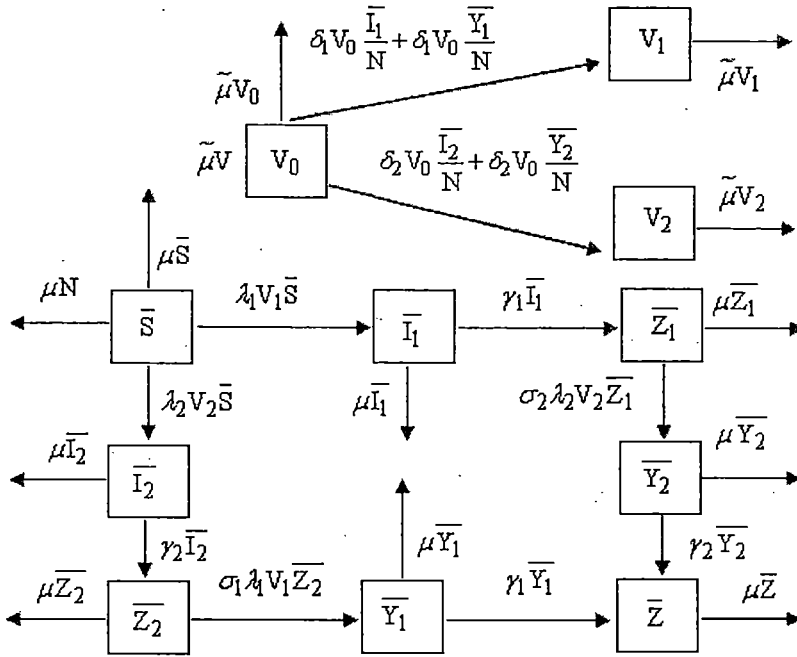 δ₁V₀ I̅₁/N + δ₁V₀ Y̅₁/N
V₁
μ̃V₀
μ̃V₁
μ̃V
V₀
δ₂V₀ I̅₂/N + δ₂V₀ Y̅₂/N
V₂
μ̃V₂
μS̅
μN
S̅
λ₁V₁S̅
I̅₁
γ₁I̅₁
Z̅₁
μZ̅₁
λ₂V₂S̅
μI̅₁
σ₂λ₂V₂Z̅₁
μI̅₂
I̅₂
Y̅₂
μY̅₂
γ₂I̅₂
μY̅₁
γ₂Y̅₂
μZ̅₂
Z̅₂
σ₁λ₁V₁Z̅₂
Y̅₁
γ₁Y̅₁
Z̅
μZ̅